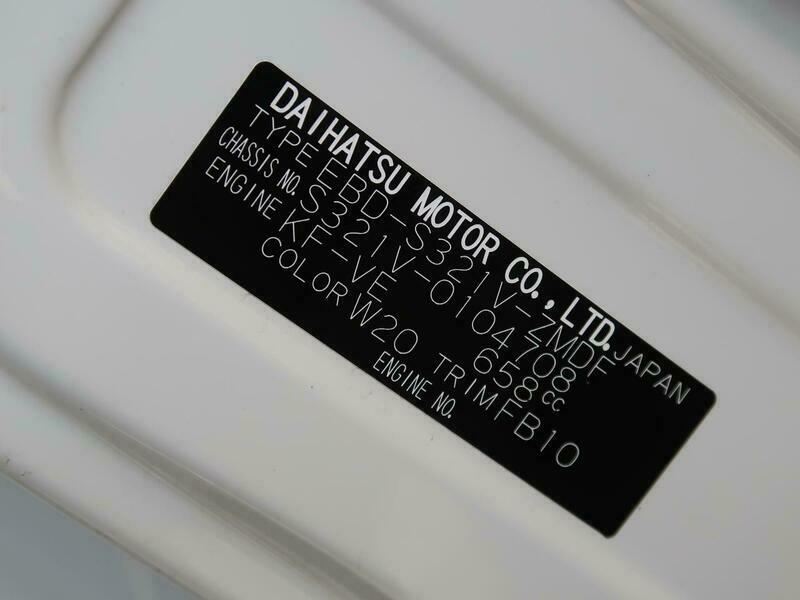 DAIHATSU MOTOR CO., LTD. JAPAN
TYPE EBD-S321V-ZMDF
CHASSIS NO. S321V-0104708
ENGINE KF-VE 658cc
COLOR W20 TRIM FB10
ENGINE NO.